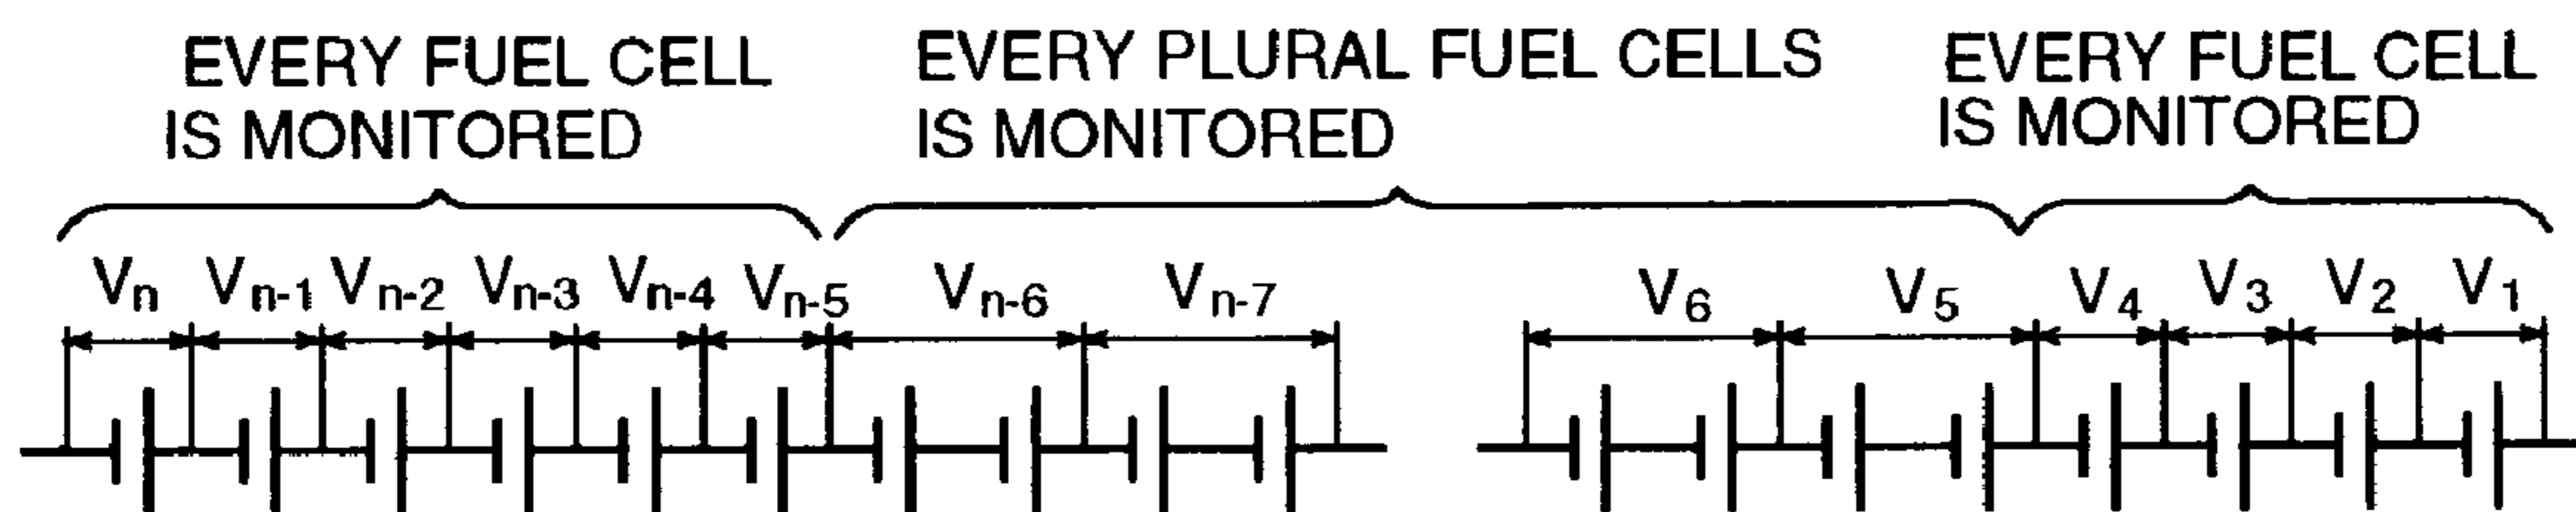 EVERY FUEL CELL
IS MONITORED
EVERY PLURAL FUEL CELLS
IS MONITORED
EVERY FUEL CELL
IS MONITORED
Vn Vn-1 Vn-2 Vn-3 Vn-4 Vn-5 Vn-6 Vn-7 V6 V5 V4 V3 V2 V1